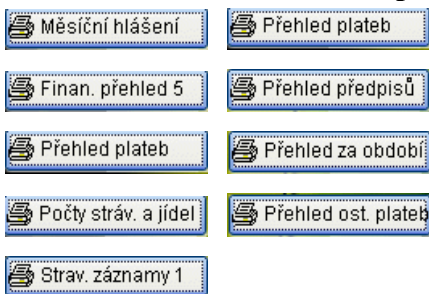 Měsíční hlášení
Přehled plateb
Finan. přehled 5
Přehled předpisů
Přehled plateb
Přehled za období
Počty stráv. a jídel
Přehled ost. plateb
Strav. záznamy 1